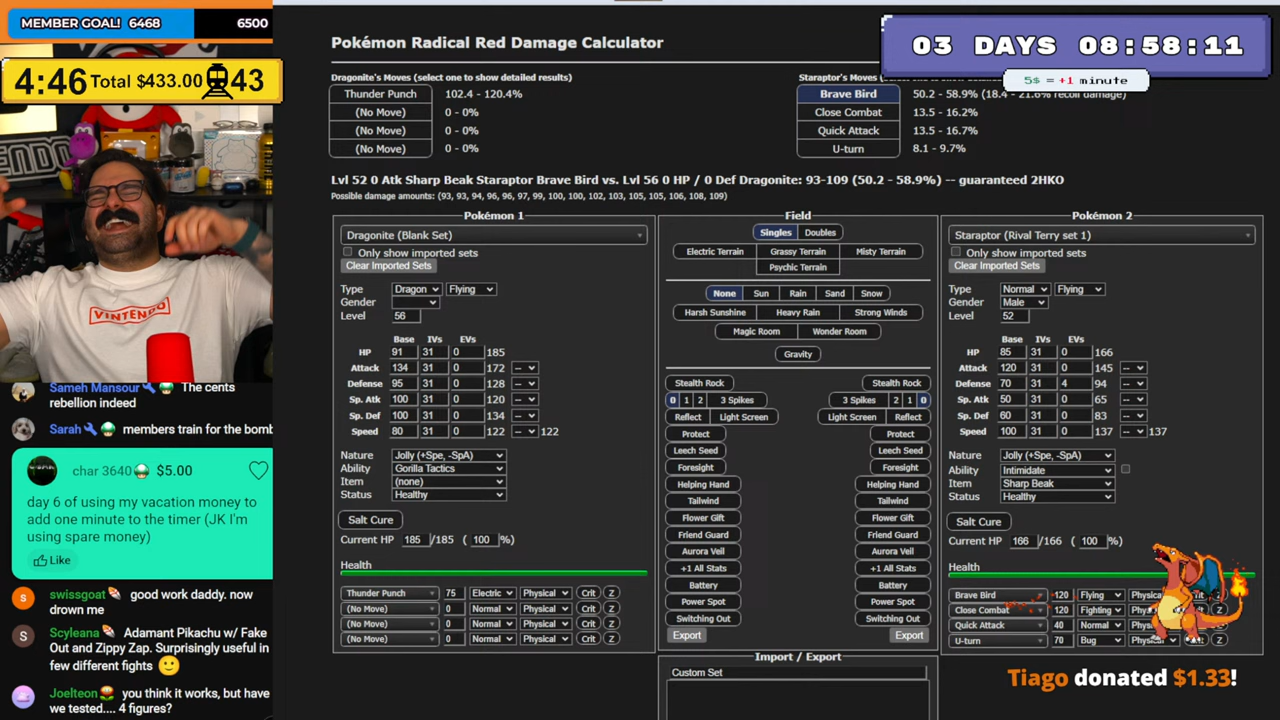 MEMBER GOAL! 6468 6500
4:46 Total $433.00 43
03 DAYS 08:58:11
5$ = +1 minute
Pokémon Radical Red Damage Calculator
Dragonite's Moves (select one to show detailed results)
Thunder Punch 102.4 - 120.4%
(No Move) 0 - 0%
(No Move) 0 - 0%
(No Move) 0 - 0%
Staraptor's Moves (select one to show detailed results)
Brave Bird 50.2 - 58.9% (18.4 - 21.6% recoil damage)
Close Combat 13.5 - 16.2%
Quick Attack 13.5 - 16.7%
U-turn 8.1 - 9.7%
Lvl 52 0 Atk Sharp Beak Staraptor Brave Bird vs. Lvl 56 0 HP / 0 Def Dragonite: 93-109 (50.2 - 58.9%) -- guaranteed 2HKO
Possible damage amounts: (93, 93, 94, 96, 96, 97, 99, 100, 100, 102, 103, 105, 105, 106, 108, 109)
Pokémon 1
Dragonite (Blank Set)
Only show imported sets
Clear Imported Sets
Type Dragon Flying
Gender
Level 56
Base IVs EVs
HP 91 31 0 185
Attack 134 31 0 172 --
Defense 95 31 0 128 --
Sp. Atk 100 31 0 120 --
Sp. Def 100 31 0 134 --
Speed 80 31 0 122 -- 122
Nature Jolly (+Spe, -SpA)
Ability Gorilla Tactics
Item (none)
Status Healthy
Salt Cure
Current HP 185 /185 ( 100 %)
Health
Thunder Punch 75 Electric Physical Crit Z
(No Move) 0 Normal Physical Crit Z
(No Move) 0 Normal Physical Crit Z
(No Move) 0 Normal Physical Crit Z
Field
Singles Doubles
Electric Terrain Grassy Terrain Misty Terrain
Psychic Terrain
None Sun Rain Sand Snow
Harsh Sunshine Heavy Rain Strong Winds
Magic Room Wonder Room
Gravity
Stealth Rock Stealth Rock
0 1 2 3 Spikes 3 Spikes 2 1 0
Reflect Light Screen Light Screen Reflect
Protect Protect
Leech Seed Leech Seed
Foresight Foresight
Helping Hand Helping Hand
Tailwind Tailwind
Flower Gift Flower Gift
Friend Guard Friend Guard
Aurora Veil Aurora Veil
+1 All Stats +1 All Stats
Battery Battery
Power Spot Power Spot
Switching Out Switching Out
Export Export
Import / Export
Custom Set
Pokémon 2
Staraptor (Rival Terry set 1)
Only show imported sets
Clear Imported Sets
Type Normal Flying
Gender Male
Level 52
Base IVs EVs
HP 85 31 0 166
Attack 120 31 0 145 --
Defense 70 31 4 94 --
Sp. Atk 50 31 0 65 --
Sp. Def 60 31 0 83 --
Speed 100 31 0 137 -- 137
Nature Jolly (+Spe, -SpA)
Ability Intimidate
Item Sharp Beak
Status Healthy
Salt Cure
Current HP 166 /166 ( 100 %)
Health
Brave Bird 120 Flying Physica
Close Combat 120 Fighting Physica Z
Quick Attack 40 Normal Physic Z
U-turn 70 Bug Physic Z
Tiago donated $1.33!
VINTENDO
Sameh Mansour The cents
rebellion indeed
Sarah members train for the bomb
char 3640 $5.00
day 6 of using my vacation money to
add one minute to the timer (JK I'm
using spare money)
Like
swissgoat good work daddy. now
drown me
Scyleana Adamant Pikachu w/ Fake
Out and Zippy Zap. Surprisingly useful in
few different fights
Joelteon you think it works, but have
we tested.... 4 figures?